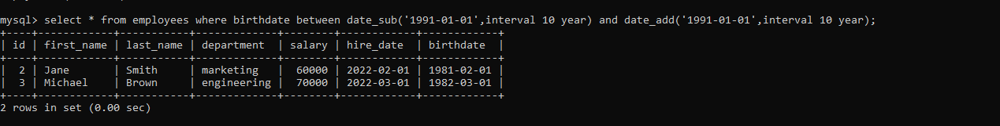 mysql> select * from employees where birthdate between date_sub('1991-01-01',interval 10 year) and date_add('1991-01-01',interval 10 year);
+----+------------+-----------+-------------+--------+------------+------------+
| id | first_name | last_name | department  | salary | hire_date  | birthdate  |
+----+------------+-----------+-------------+--------+------------+------------+
|  2 | Jane       | Smith     | marketing   |  60000 | 2022-02-01 | 1981-02-01 |
|  3 | Michael    | Brown     | engineering |  70000 | 2022-03-01 | 1982-03-01 |
+----+------------+-----------+-------------+--------+------------+------------+
2 rows in set (0.00 sec)